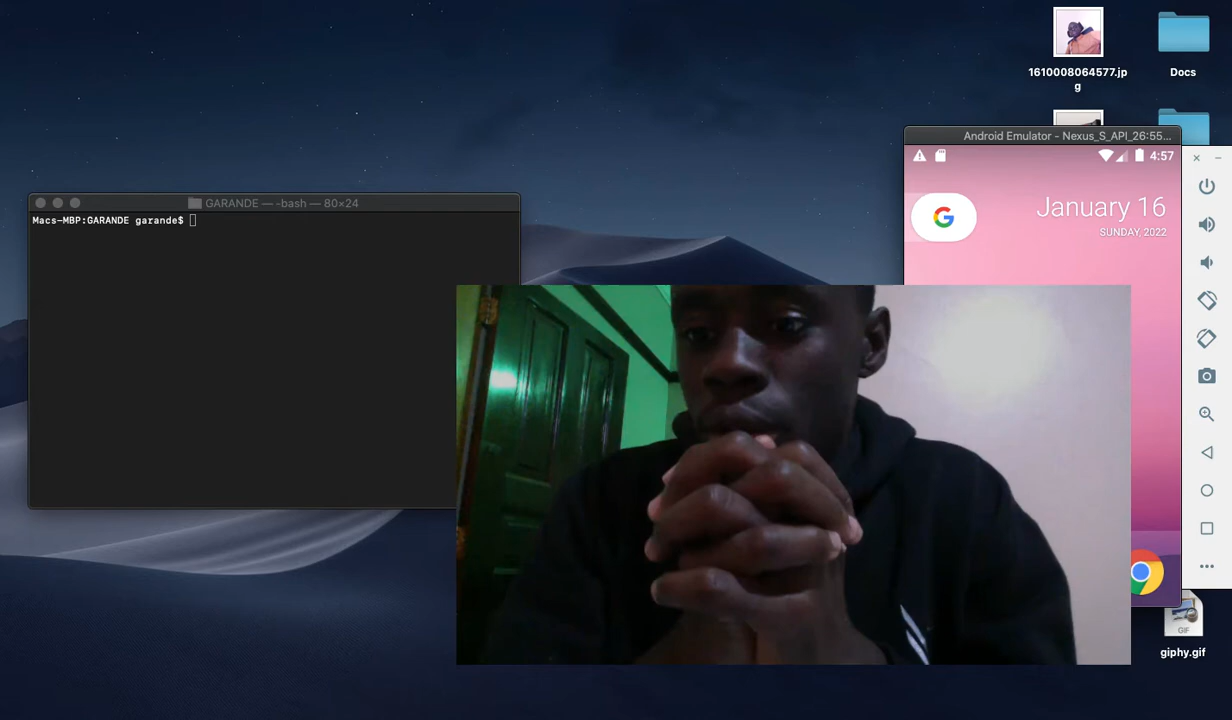 1610008064577.jp
g
Docs
Android Emulator - Nexus_S_API_26:55...
4:57
GARANDE — -bash — 80×24
Macs-MBP:GARANDE garande$
January 16
SUNDAY, 2022
GIF
giphy.gif